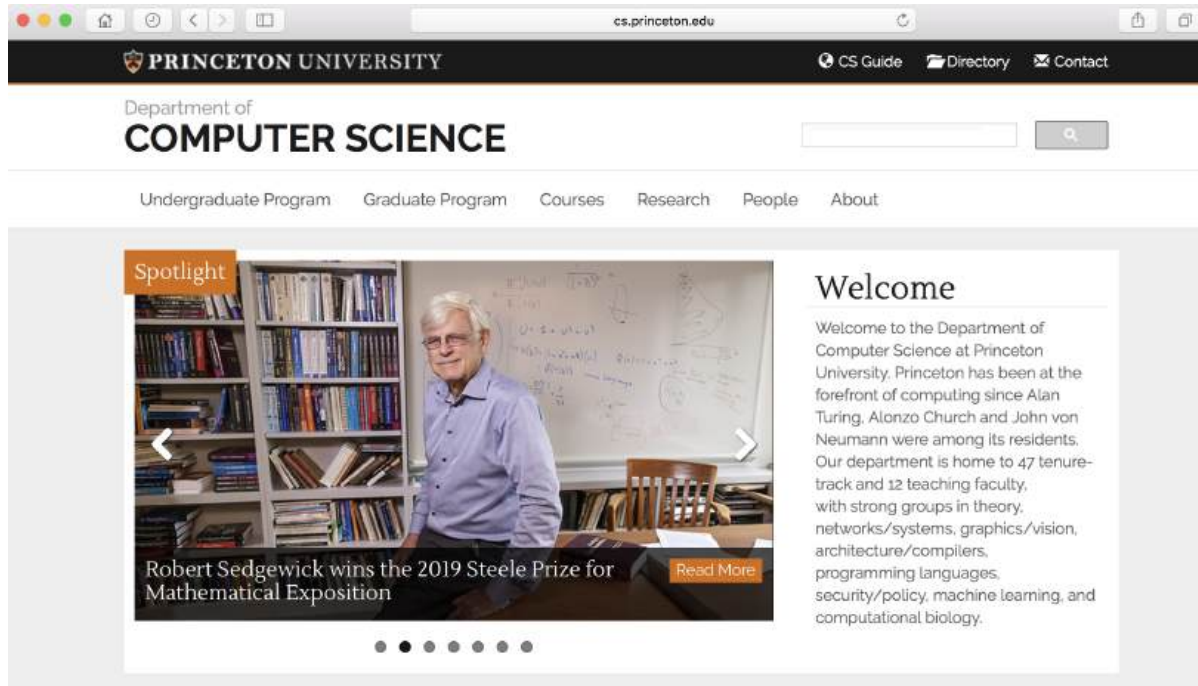 cs.princeton.edu
PRINCETON UNIVERSITY
CS Guide Directory Contact
Department of
COMPUTER SCIENCE
Undergraduate Program Graduate Program Courses Research People About
Spotlight
Robert Sedgewick wins the 2019 Steele Prize for
Mathematical Exposition
Read More
Welcome
Welcome to the Department of
Computer Science at Princeton
University. Princeton has been at the
forefront of computing since Alan
Turing, Alonzo Church and John von
Neumann were among its residents.
Our department is home to 47 tenure-
track and 12 teaching faculty,
with strong groups in theory,
networks/systems, graphics/vision,
architecture/compilers,
programming languages,
security/policy, machine learning, and
computational biology.